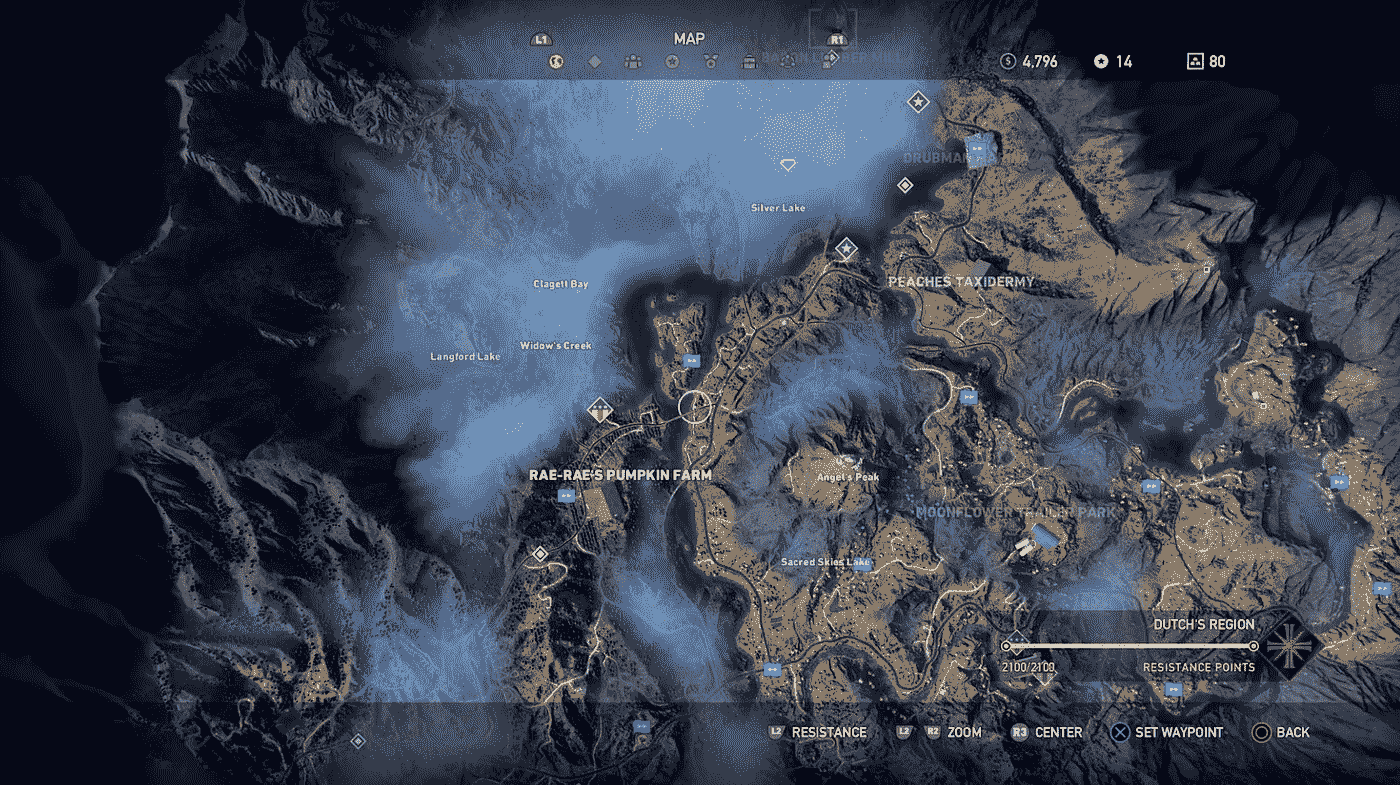 L1 MAP R1
$ 4,796 14 80
DRUBMAN MARINA
Silver Lake
PEACHES TAXIDERMY
Clagett Bay
Widow's Creek
Langford Lake
RAE-RAE'S PUMPKIN FARM
Angel's Peak
MOONFLOWER TRAILER PARK
Sacred Skies Lake
DUTCH'S REGION
2100/2100 RESISTANCE POINTS
L2 RESISTANCE L2 R2 ZOOM R3 CENTER SET WAYPOINT BACK